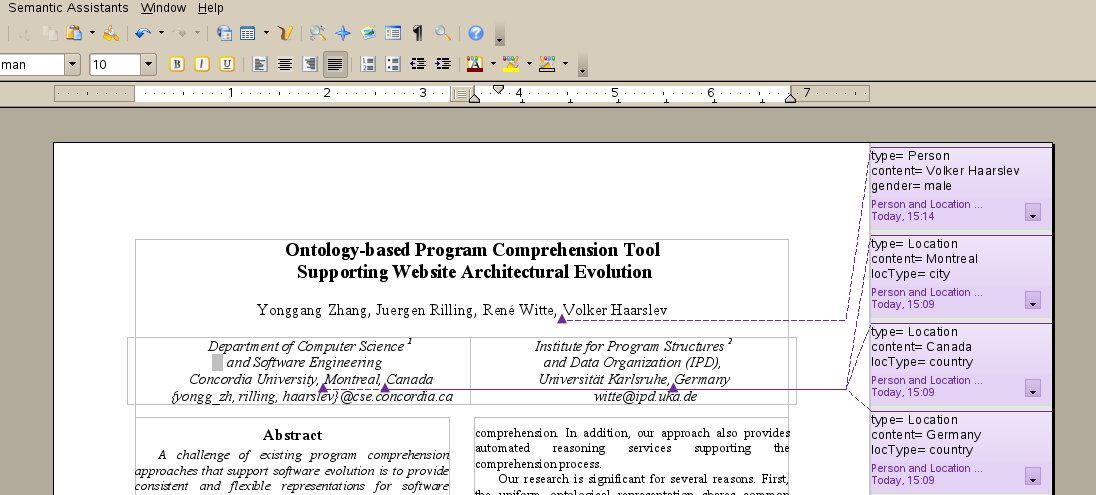 Semantic Assistants Window Help
man 10 B I U A
1 2 3 4 5 6 7
Ontology-based Program Comprehension Tool
Supporting Website Architectural Evolution
Yonggang Zhang, Juergen Rilling, René Witte, Volker Haarslev
Department of Computer Science ¹
and Software Engineering
Concordia University, Montreal, Canada
{yongg_zh, rilling, haarslev}@cse.concordia.ca
Institute for Program Structures ²
and Data Organization (IPD),
Universität Karlsruhe, Germany
witte@ipd.uka.de
Abstract
A challenge of existing program comprehension
approaches that support software evolution is to provide
consistent and flexible representations for software
comprehension. In addition, our approach also provides
automated reasoning services supporting the
comprehension process.
Our research is significant for several reasons. First,
the uniform ontological representation shares common
type= Person
content= Volker Haarslev
gender= male
Person and Location ...
Today, 15:14
type= Location
content= Montreal
locType= city
Person and Location ...
Today, 15:09
type= Location
content= Canada
locType= country
Person and Location ...
Today, 15:09
type= Location
content= Germany
locType= country
Person and Location ...
Today, 15:09